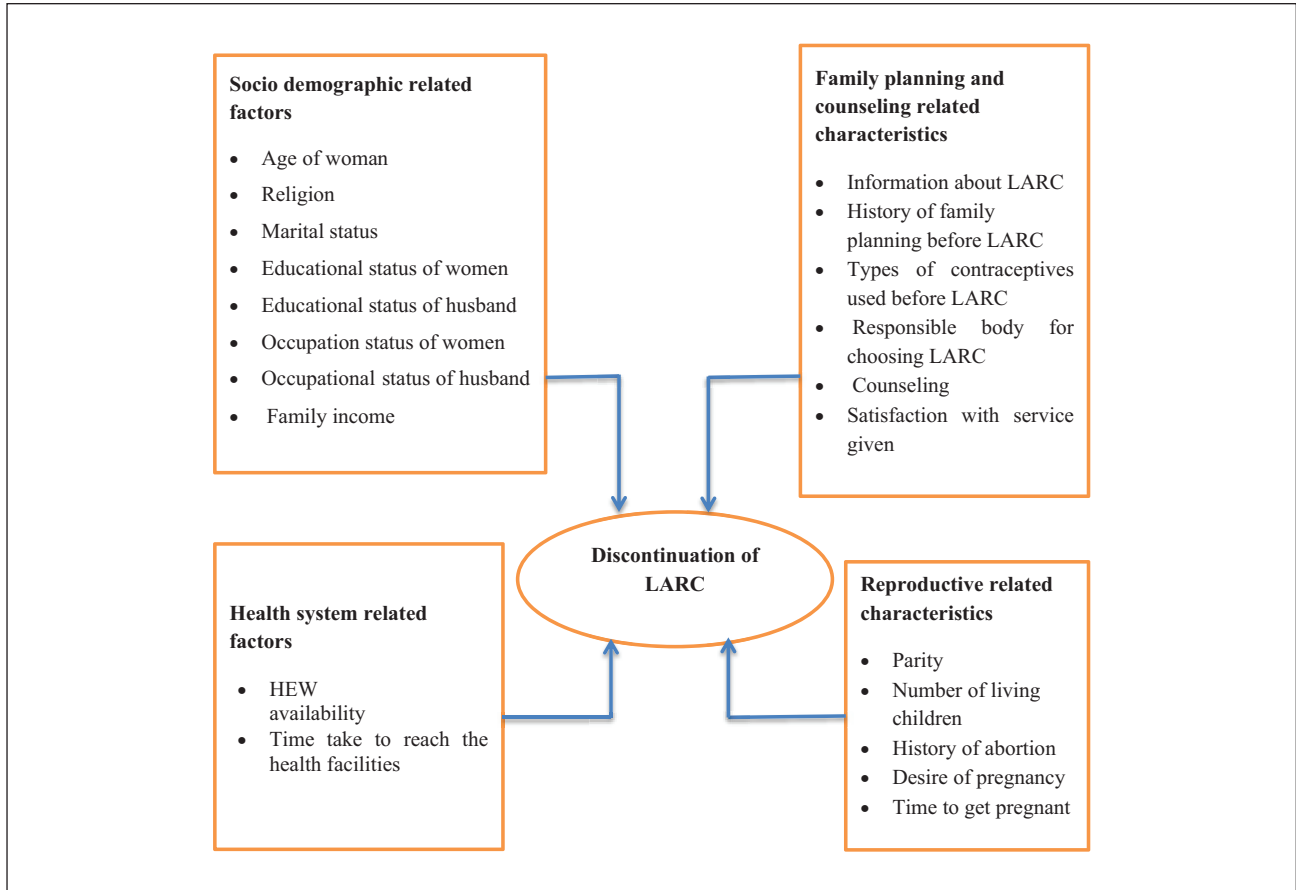 Socio demographic related
factors
• Age of woman
• Religion
• Marital status
• Educational status of women
• Educational status of husband
• Occupation status of women
• Occupational status of husband
• Family income
Family planning and
counseling related
characteristics
• Information about LARC
• History of family
planning before LARC
• Types of contraceptives
used before LARC
• Responsible body for
choosing LARC
• Counseling
• Satisfaction with service
given
Discontinuation of
LARC
Health system related
factors
• HEW
availability
• Time take to reach the
health facilities
Reproductive related
characteristics
• Parity
• Number of living
children
• History of abortion
• Desire of pregnancy
• Time to get pregnant